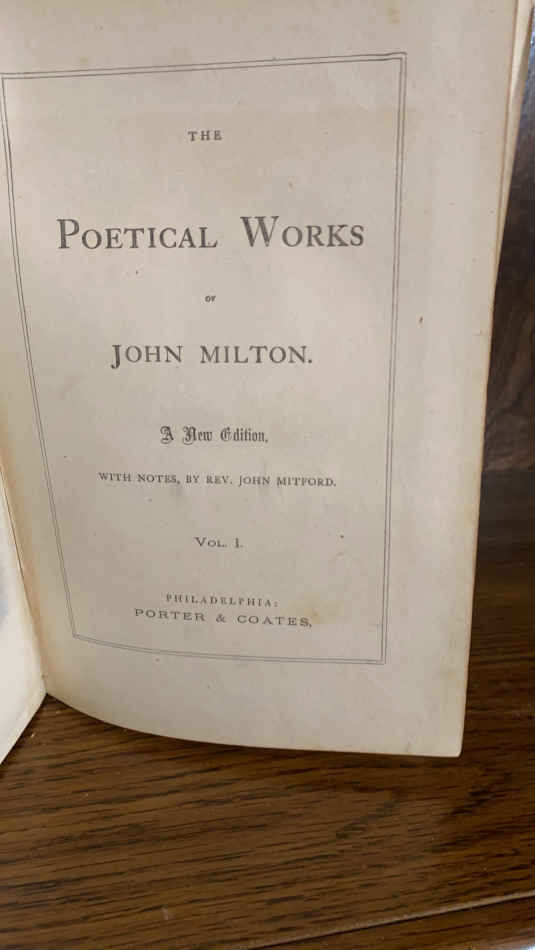 THE
POETICAL WORKS
OF
JOHN MILTON.
A New Edition,
WITH NOTES, BY REV. JOHN MITFORD.
VOL. I.
PHILADELPHIA:
PORTER & COATES,